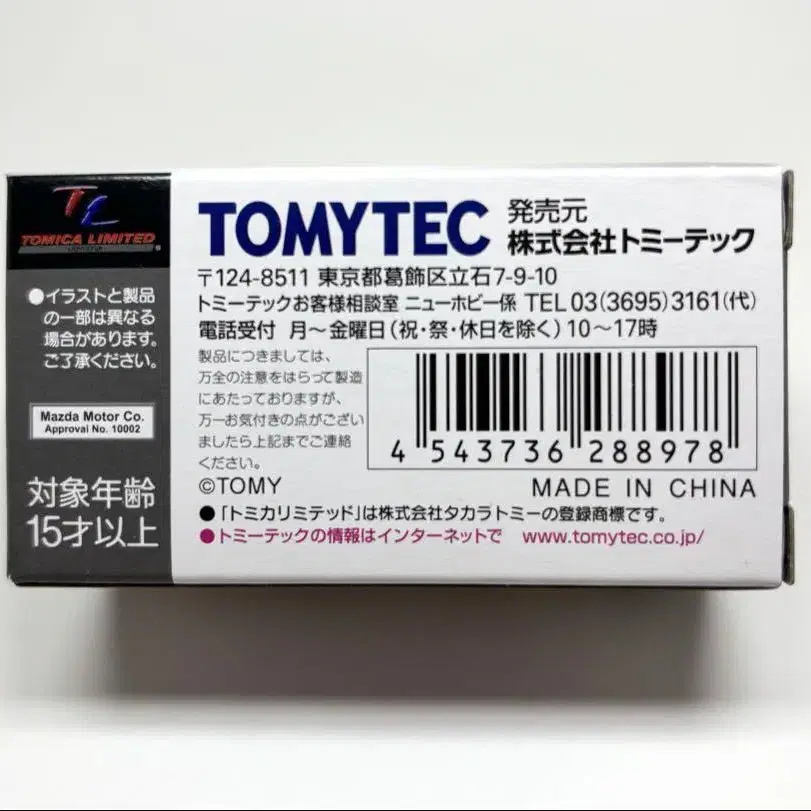 TL
TOMICA LIMITED
●イラストと製品
の一部は異なる
場合があります。
ご了承ください。
Mazda Motor Co.
Approval No. 10002
対象年齢
15才以上
TOMYTEC 発売元
株式会社トミーテック
〒124-8511 東京都葛飾区立石7-9-10
トミーテックお客様相談室 ニューホビー係 TEL 03(3695)3161(代)
電話受付 月〜金曜日(祝・祭・休日を除く)10〜17時
製品につきましては、
万全の注意をはらって製造
にあたっておりますが、
万一お気付きの点がござい
ましたら上記までご連絡
ください。
4 543736 288978
©TOMY MADE IN CHINA
●「トミカリミテッド」は株式会社タカラトミーの登録商標です。
●トミーテックの情報はインターネットで www.tomytec.co.jp/